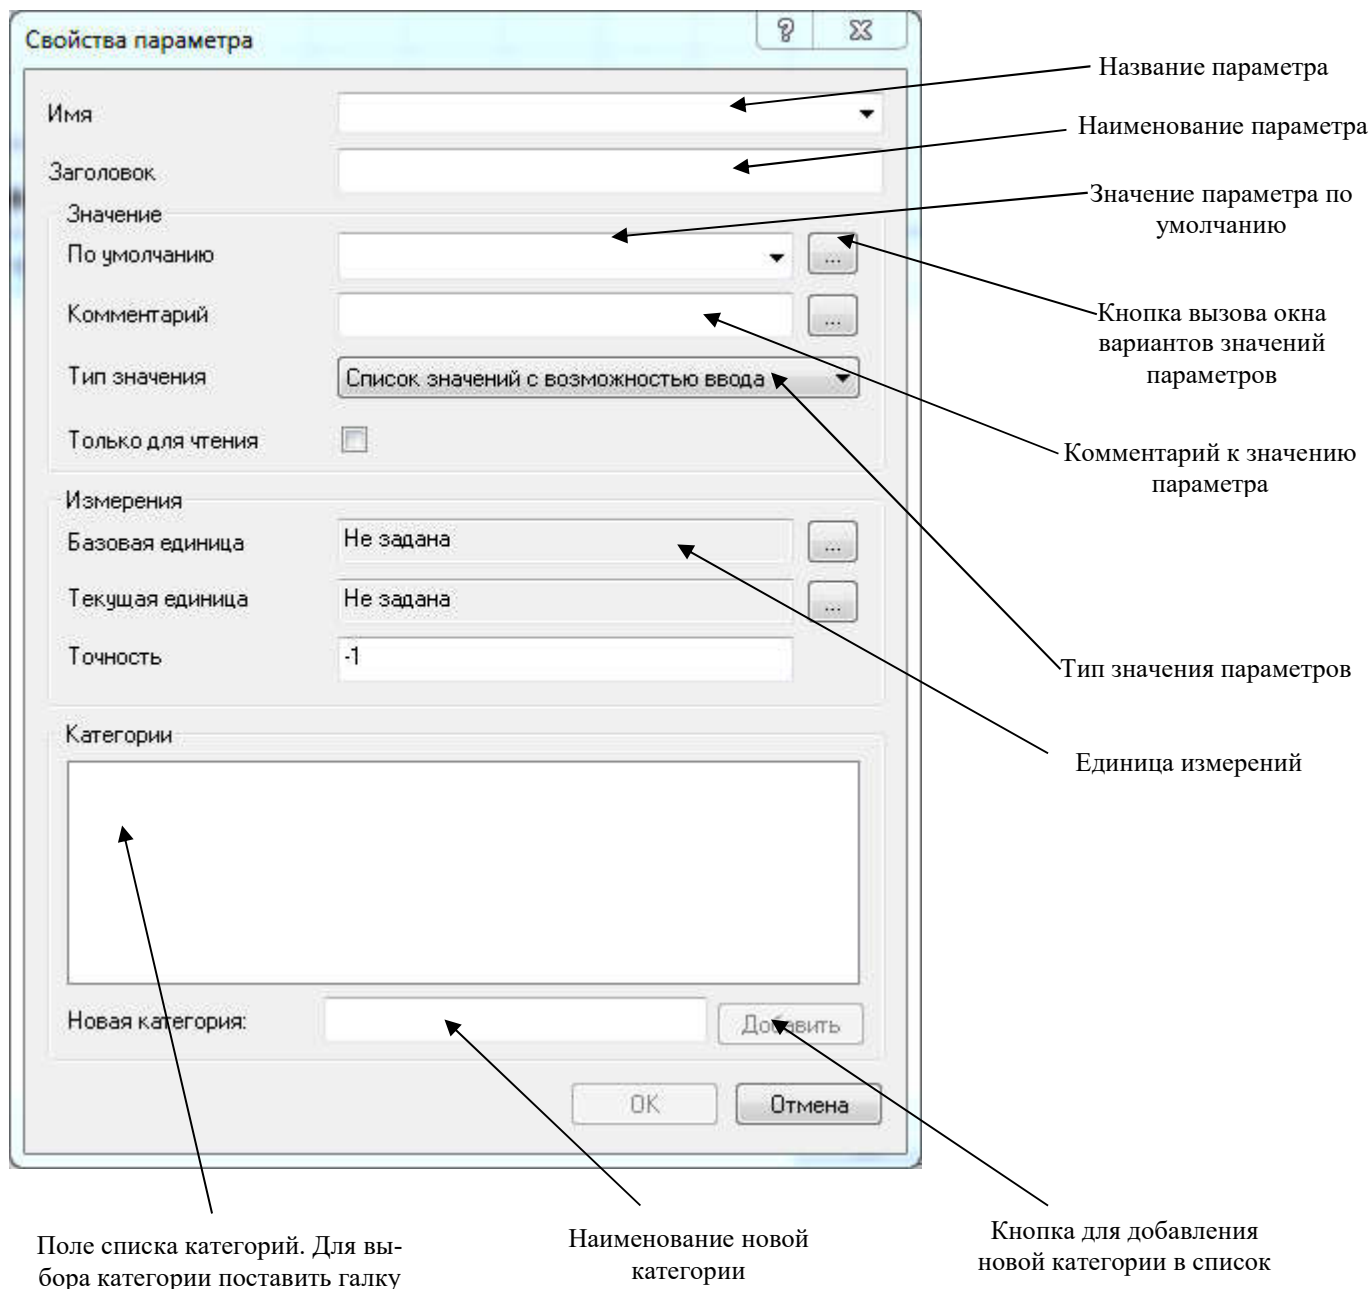 Свойства параметра
Название параметра
Имя
Наименование параметра
Заголовок
Значение
Значение параметра по
умолчанию
По умолчанию
...
Кнопка вызова окна
вариантов значений
параметров
Комментарий
...
Тип значения
Список значений с возможностью ввода
Только для чтения
Комментарий к значению
параметра
Измерения
Базовая единица
Не задана
...
Текущая единица
Не задана
...
Точность
-1
Тип значения параметров
Категории
Единица измерений
Новая категория:
Добавить
OK
Отмена
Поле списка категорий. Для вы-
бора категории поставить галку
Наименование новой
категории
Кнопка для добавления
новой категории в список